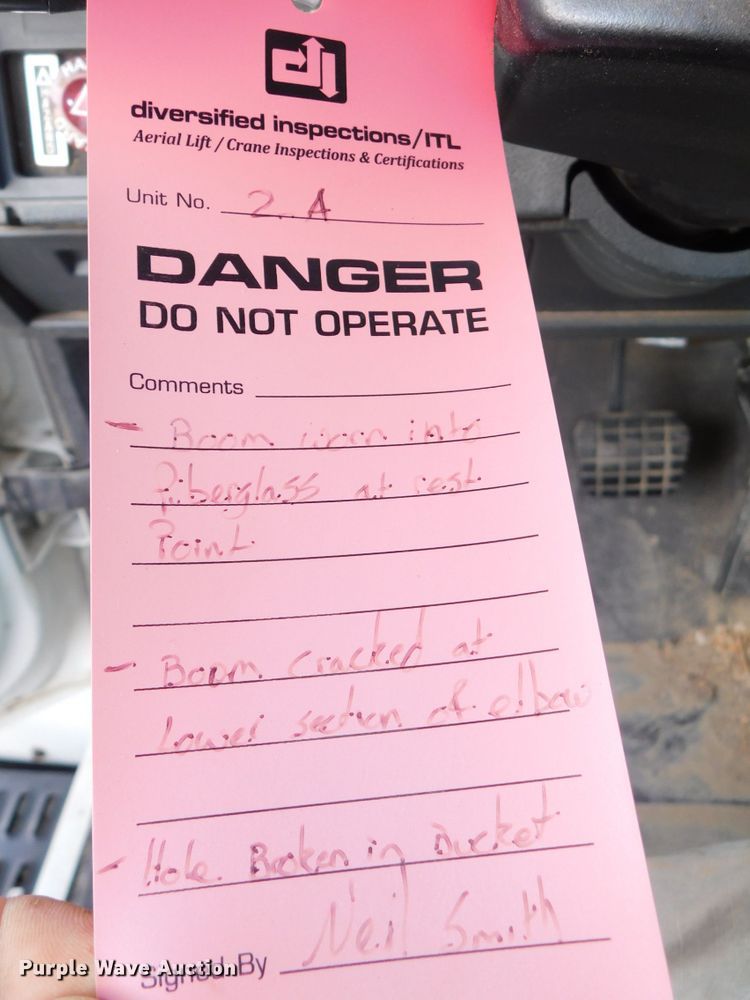 diversified inspections/ITL
Aerial Lift / Crane Inspections & Certifications
Unit No. 2 A
DANGER
DO NOT OPERATE
Comments
- Boom worn into
fiberglass at rest
Point
- Boom cracked at
Lower section of elbow
- Hole Broken in Bucket
Signed By Neil Smith
Purple Wave Auction